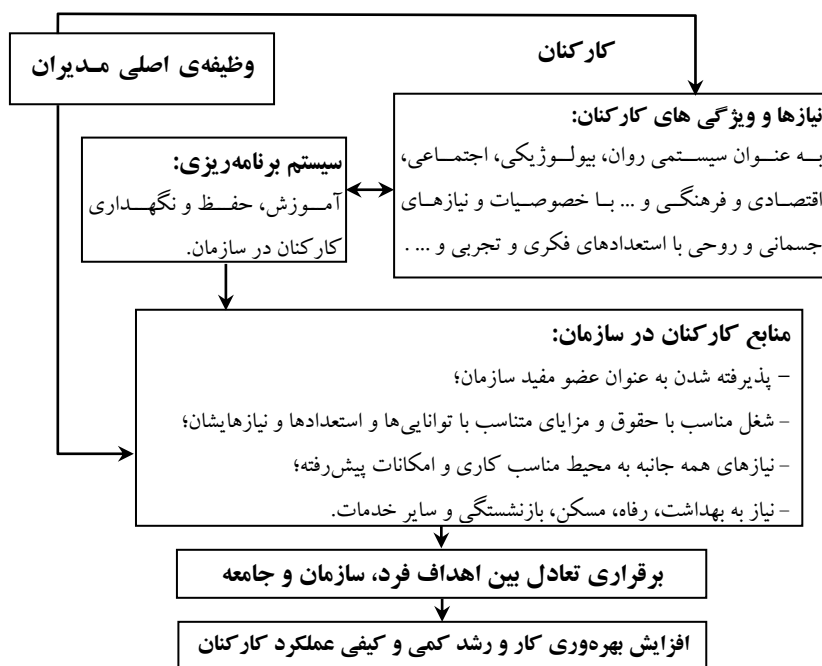 کارکنان
وظیفه‌ی اصلی مدیران
نیازها و ویژگی های کارکنان:
به عنوان سیستمی روان، بیولوژیکی، اجتماعی،
اقتصادی و فرهنگی و ... با خصوصیات و نیازهای
جسمانی و روحی با استعدادهای فکری و تجربی و ... .
سیستم برنامه‌ریزی:
آموزش، حفظ و نگهداری
کارکنان در سازمان.
منابع کارکنان در سازمان:
– پذیرفته شدن به عنوان عضو مفید سازمان؛
– شغل مناسب با حقوق و مزایای متناسب با توانایی‌ها و استعدادها و نیازهایشان؛
– نیازهای همه جانبه به محیط مناسب کاری و امکانات پیش‌رفته؛
– نیاز به بهداشت، رفاه، مسکن، بازنشستگی و سایر خدمات.
برقراری تعادل بین اهداف فرد، سازمان و جامعه
افزایش بهره‌وری کار و رشد کمی و کیفی عملکرد کارکنان